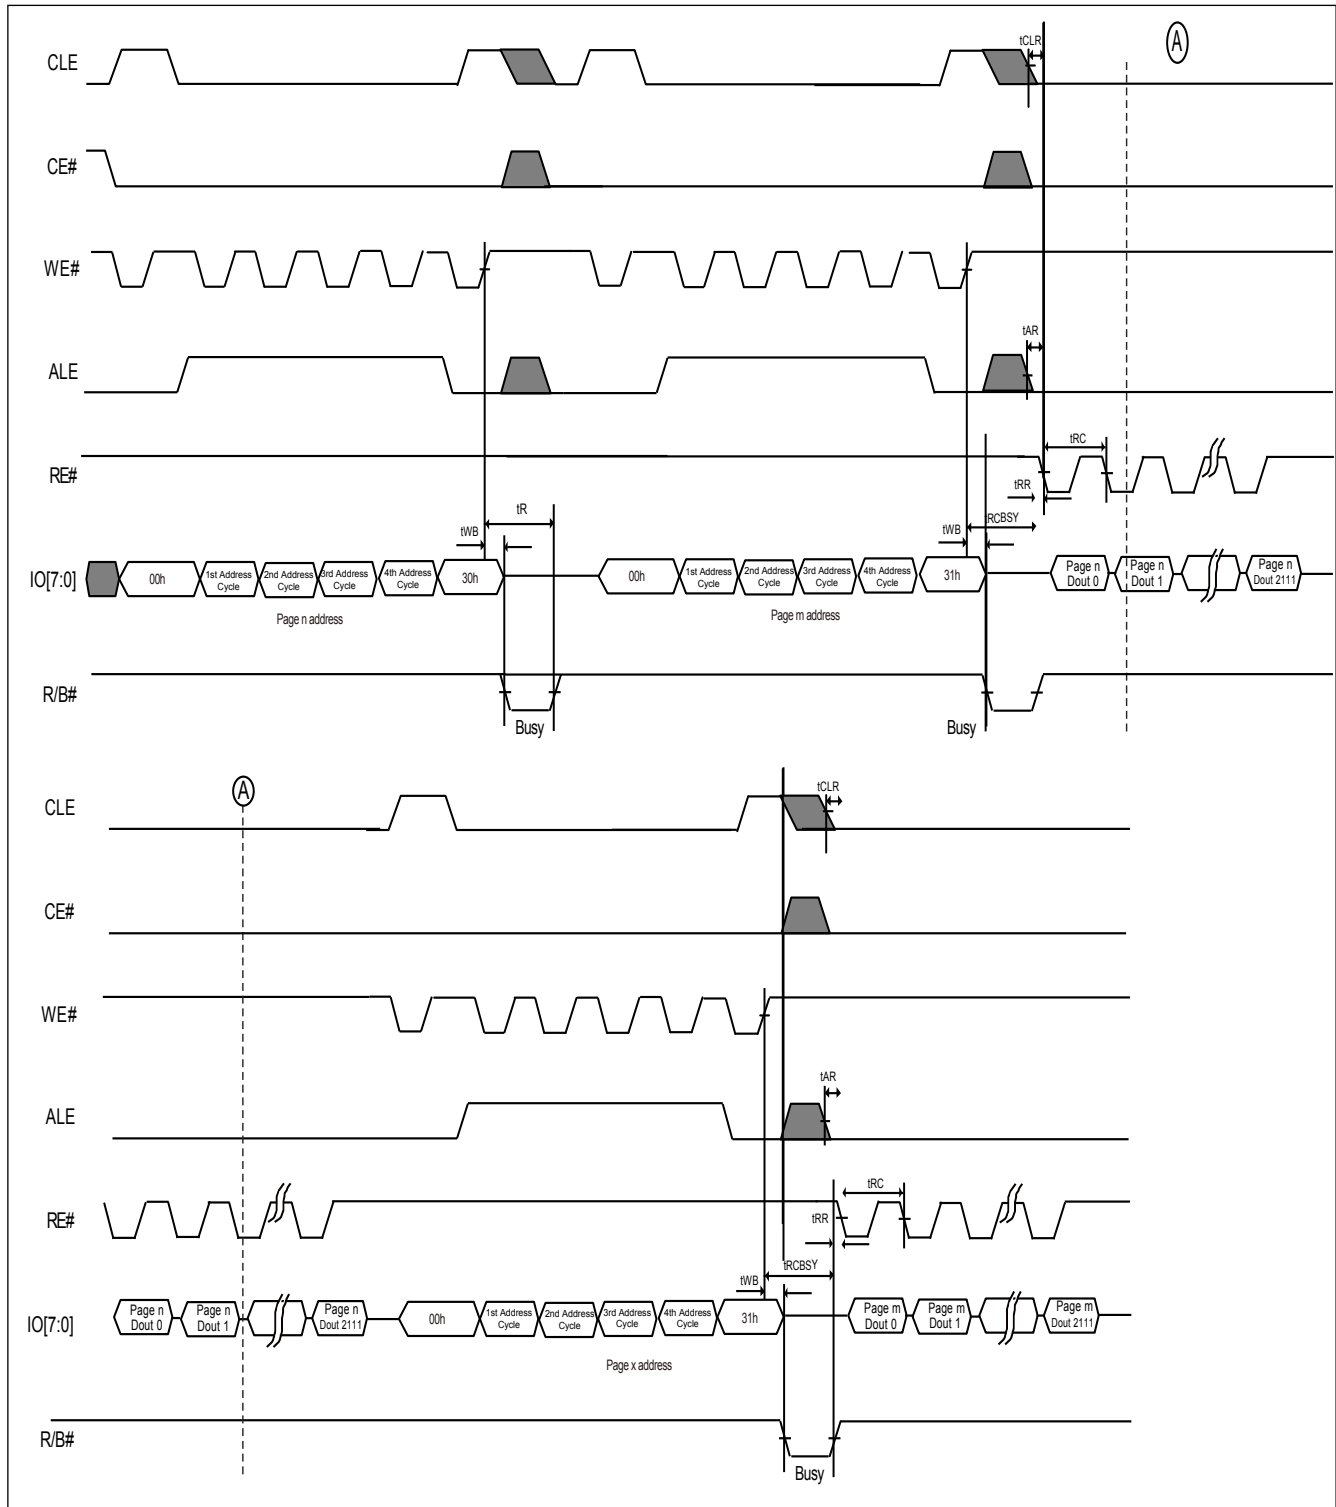 CLE
tCLR
A
CE#
WE#
ALE
tAR
RE#
tRC
tRR
tR
tWB
tWB
tRCBSY
IO[7:0]
00h
1st Address Cycle
2nd Address Cycle
3rd Address Cycle
4th Address Cycle
30h
00h
1st Address Cycle
2nd Address Cycle
3rd Address Cycle
4th Address Cycle
31h
Page n Dout 0
Page n Dout 1
Page n Dout 2111
Page n address
Page m address
R/B#
Busy
Busy
A
CLE
tCLR
CE#
WE#
ALE
tAR
RE#
tRC
tRR
tRCBSY
tWB
IO[7:0]
Page n Dout 0
Page n Dout 1
Page n Dout 2111
00h
1st Address Cycle
2nd Address Cycle
3rd Address Cycle
4th Address Cycle
31h
Page m Dout 0
Page m Dout 1
Page m Dout 2111
Page x address
R/B#
Busy